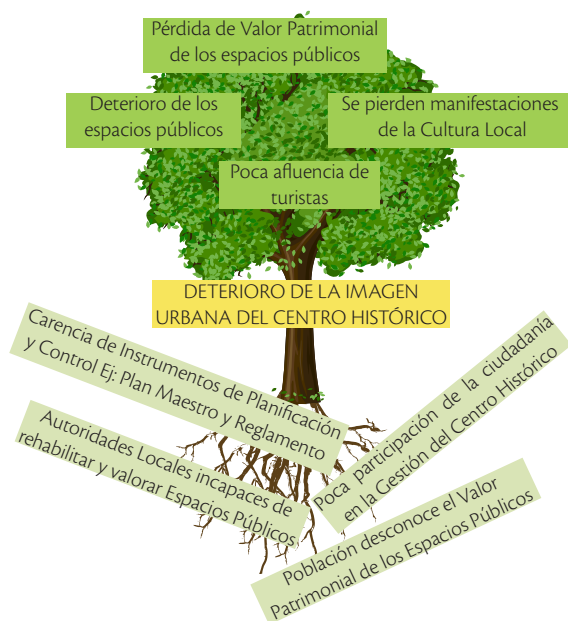 Pérdida de Valor Patrimonial
de los espacios públicos
Deterioro de los
espacios públicos
Se pierden manifestaciones
de la Cultura Local
Poca afluencia de
turistas
DETERIORO DE LA IMAGEN
URBANA DEL CENTRO HISTÓRICO
Carencia de Instrumentos de Planificación
y Control Ej: Plan Maestro y Reglamento
Poca participación de la ciudadanía
en la Gestión del Centro Histórico
Autoridades Locales incapaces de
rehabilitar y valorar Espacios Públicos
Población desconoce el Valor
Patrimonial de los Espacios Públicos